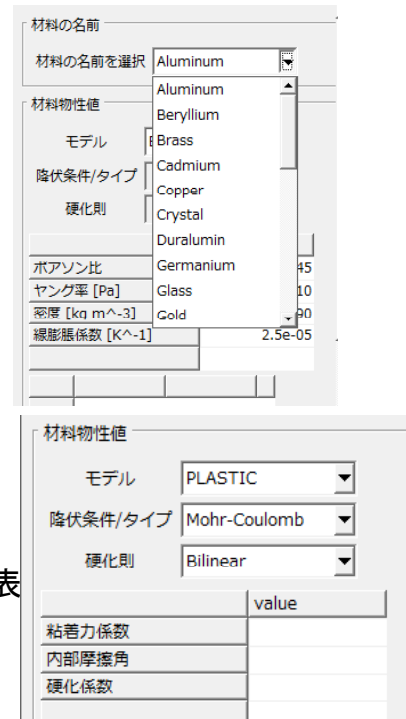 材料の名前
材料の名前を選択 Aluminum
Aluminum
材料物性値
Beryllium
モデル
Brass
降伏条件/タイプ
Cadmium
Copper
硬化則
Crystal
Duralumin
ポアソン比 Germanium 45
ヤング率 [Pa] Glass 10
密度 [kg m^-3] Gold 90
線膨脹係数 [K^-1] 2.5e-05
材料物性値
モデル PLASTIC
降伏条件/タイプ Mohr-Coulomb
硬化則 Bilinear
表
value
粘着力係数
内部摩擦角
硬化係数